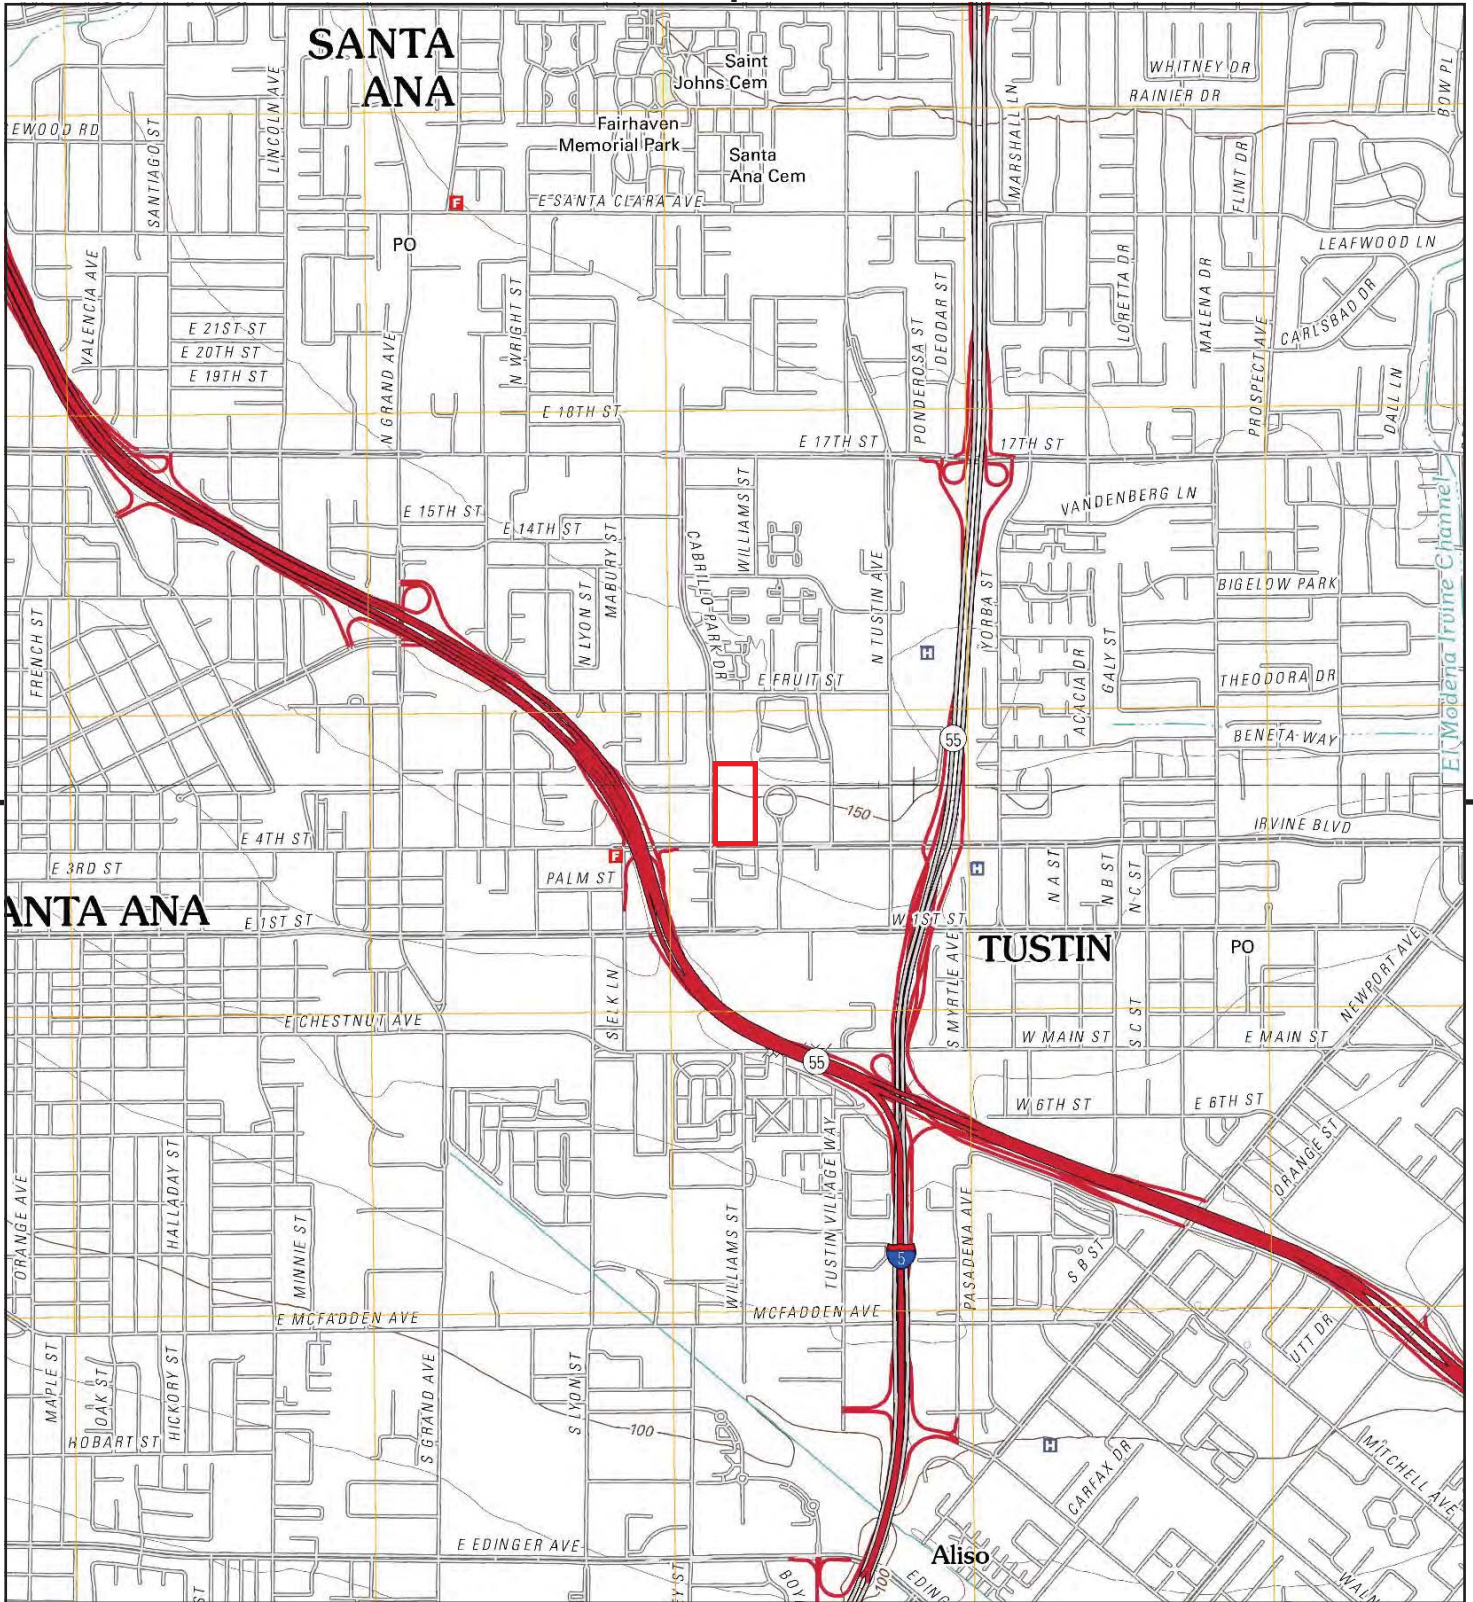 SANTA
ANA
Saint
Johns Cem
WHITNEY DR
RAINIER DR
BOW PL
LINCOLN AVE
MARSHALL LN
EWOOD RD
SANTIAGO ST
Fairhaven
Memorial Park
Santa
Ana Cem
FLINT DR
F
E SANTA CLARA AVE
PO
LEAFWOOD LN
VALENCIA AVE
N WRIGHT ST
DEODAR ST
LORETTA DR
MALENA DR
CARLSBAD DR
E 21ST ST
E 20TH ST
E 19TH ST
N GRAND AVE
PONDEROSA ST
PROSPECT AVE
DALL LN
E 18TH ST
E 17TH ST
17TH ST
WILLIAMS ST
VANDENBERG LN
E 15TH ST
E 14TH ST
MABURY ST
CABRILLO PARK DR
N TUSTIN AVE
YORBA ST
BIGELOW PARK
El Modena Irvine Channel
FRENCH ST
N LYON ST
GALY ST
ACACIA DR
H
E FRUIT ST
THEODORA DR
55
BENETA WAY
150
E 4TH ST
IRVINE BLVD
F
H
E 3RD ST
PALM ST
N A ST
N B ST
N C ST
ANTA ANA
E 1ST ST
W 1ST ST
TUSTIN
PO
S ELK LN
S MYRTLE AVE
S C ST
NEWPORT AVE
E CHESTNUT AVE
W MAIN ST
E MAIN ST
55
W 6TH ST
E 6TH ST
ORANGE ST
HALLADAY ST
TUSTIN VILLAGE WAY
ORANGE AVE
MINNIE ST
WILLIAMS ST
PASADENA AVE
S B ST
5
E MCFADDEN AVE
MCFADDEN AVE
UTT DR
MAPLE ST
OAK ST
HICKORY ST
S GRAND AVE
S LYON ST
HOBART ST
100
H
CARFAX DR
MITCHELL AVE
E EDINGER AVE
Aliso
100
BOY
EDING
WALN
Y ST
ST